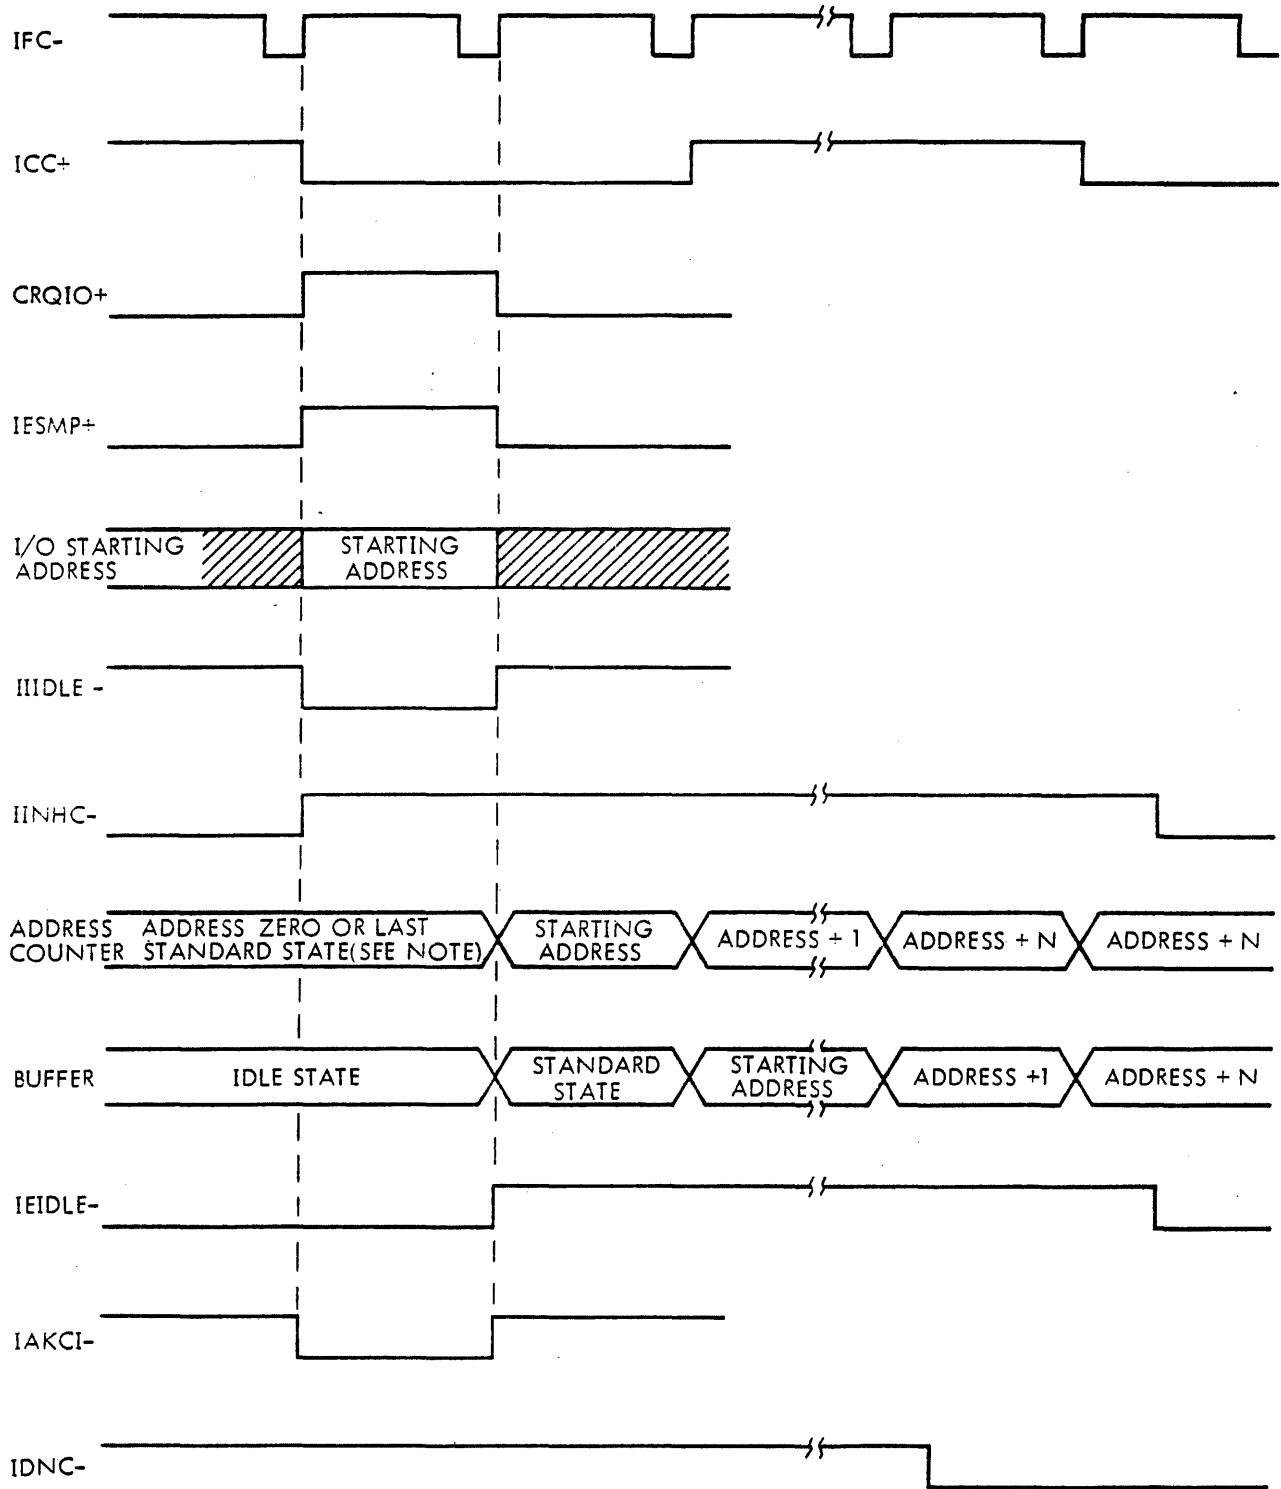 IFC-
ICC+
CRQIO+
IESMP+
I/O STARTING
ADDRESS
STARTING
ADDRESS
IIIDLE -
IINHC-
ADDRESS
COUNTER
ADDRESS ZERO OR LAST
STANDARD STATE(SEE NOTE)
STARTING
ADDRESS
ADDRESS + 1
ADDRESS + N
ADDRESS + N
BUFFER
IDLE STATE
STANDARD
STATE
STARTING
ADDRESS
ADDRESS +1
ADDRESS + N
IEIDLE-
IAKCI-
IDNC-